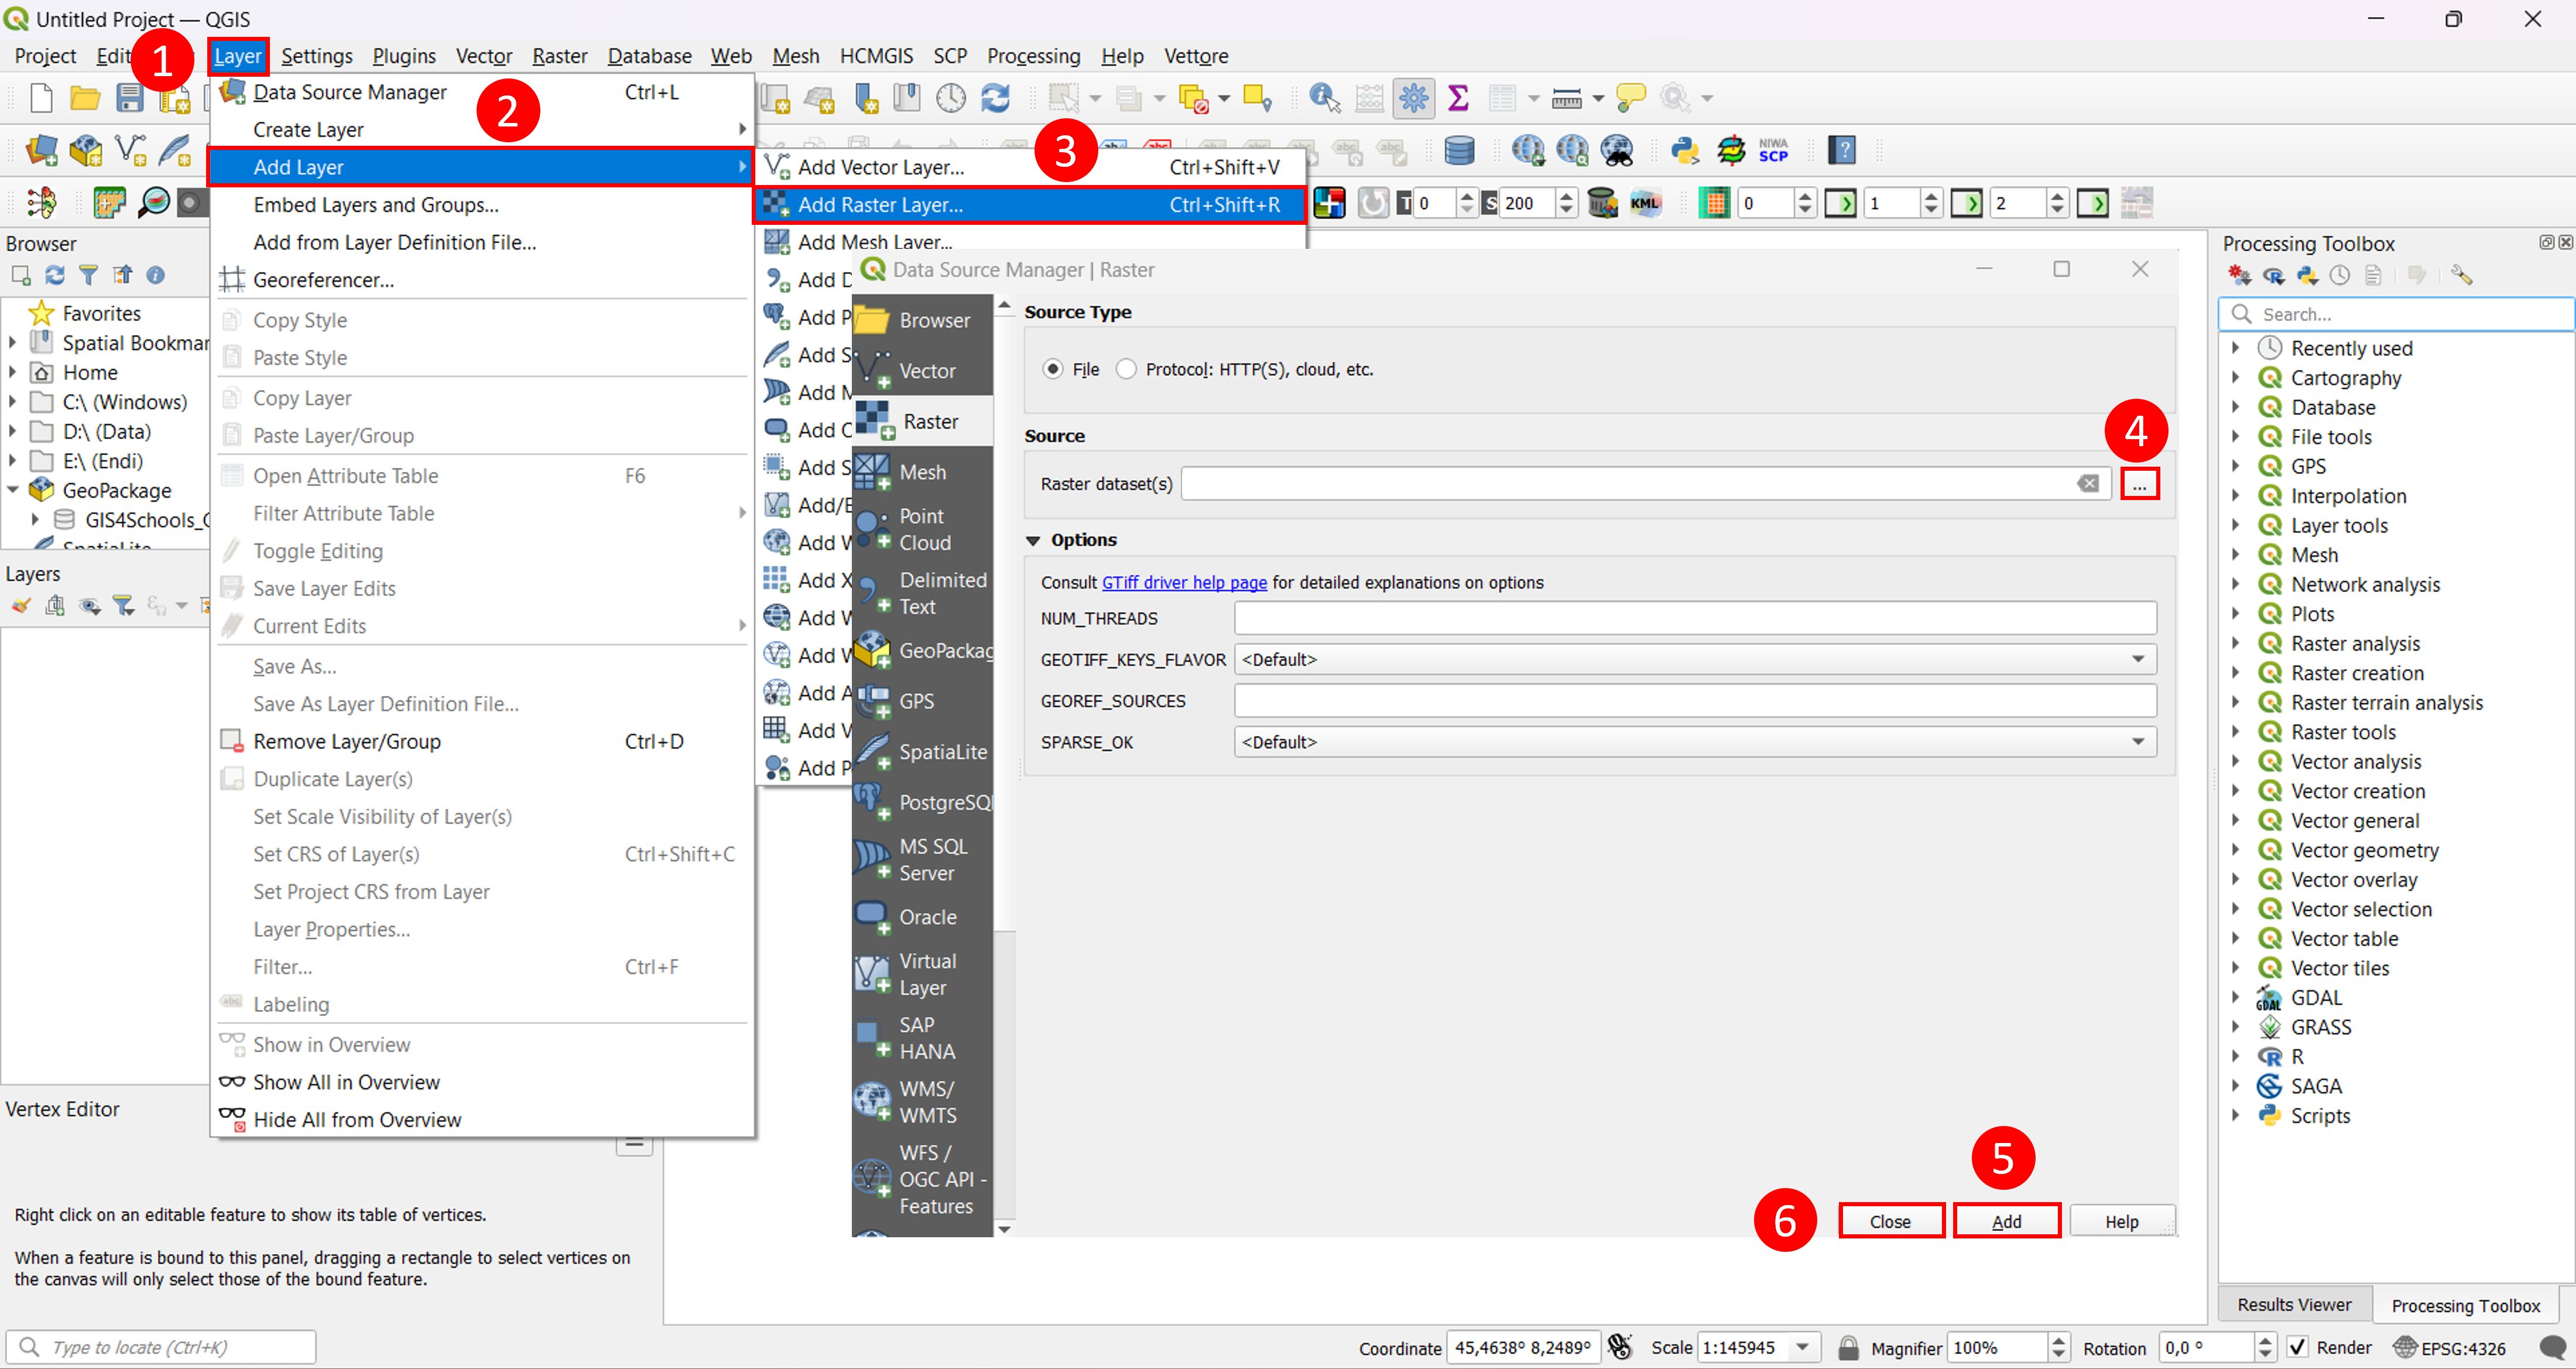 Untitled Project — QGIS
Project Edit Layer Settings Plugins Vector Raster Database Web Mesh HCMGIS SCP Processing Help Vettore
1
Data Source Manager Ctrl+L
2
Create Layer
Add Layer
Embed Layers and Groups...
Add from Layer Definition File...
Georeferencer...
Copy Style
Paste Style
Copy Layer
Paste Layer/Group
Open Attribute Table F6
Filter Attribute Table
Toggle Editing
Save Layer Edits
Current Edits
Save As...
Save As Layer Definition File...
Remove Layer/Group Ctrl+D
Duplicate Layer(s)
Set Scale Visibility of Layer(s)
Set CRS of Layer(s) Ctrl+Shift+C
Set Project CRS from Layer
Layer Properties...
Filter... Ctrl+F
Labeling
Show in Overview
Show All in Overview
Hide All from Overview
3
Add Vector Layer... Ctrl+Shift+V
Add Raster Layer... Ctrl+Shift+R
Add Mesh Layer...
Add D
Add P
Add S
Add M
Add O
Add S
Add/E
Add W
Add X
Add W
Add W
Add A
Add V
Add P
NIWA
SCP
T 0 S 200 KML 0 1 2
Browser
Favorites
Spatial Bookmar
Home
C:\ (Windows)
D:\ (Data)
E:\ (Endi)
GeoPackage
GIS4Schools_
SpatiaLite
Layers
Vertex Editor
Right click on an editable feature to show its table of vertices.
When a feature is bound to this panel, dragging a rectangle to select vertices on
the canvas will only select those of the bound feature.
Data Source Manager | Raster
Browser
Vector
Raster
Mesh
Point
Cloud
Delimited
Text
GeoPackag
GPS
SpatiaLite
PostgreSQL
MS SQL
Server
Oracle
Virtual
Layer
SAP
HANA
WMS/
WMTS
WFS /
OGC API -
Features
Source Type
File Protocol: HTTP(S), cloud, etc.
Source
4
Raster dataset(s) ...
Options
Consult GTiff driver help page for detailed explanations on options
NUM_THREADS
GEOTIFF_KEYS_FLAVOR <Default>
GEOREF_SOURCES
SPARSE_OK <Default>
5
6
Close Add Help
Processing Toolbox
Search...
Recently used
Cartography
Database
File tools
GPS
Interpolation
Layer tools
Mesh
Network analysis
Plots
Raster analysis
Raster creation
Raster terrain analysis
Raster tools
Vector analysis
Vector creation
Vector general
Vector geometry
Vector overlay
Vector selection
Vector table
Vector tiles
GDAL
GRASS
R
SAGA
Scripts
Results Viewer Processing Toolbox
Type to locate (Ctrl+K) Coordinate 45,4638° 8,2489° Scale 1:145945 Magnifier 100% Rotation 0,0 ° Render EPSG:4326